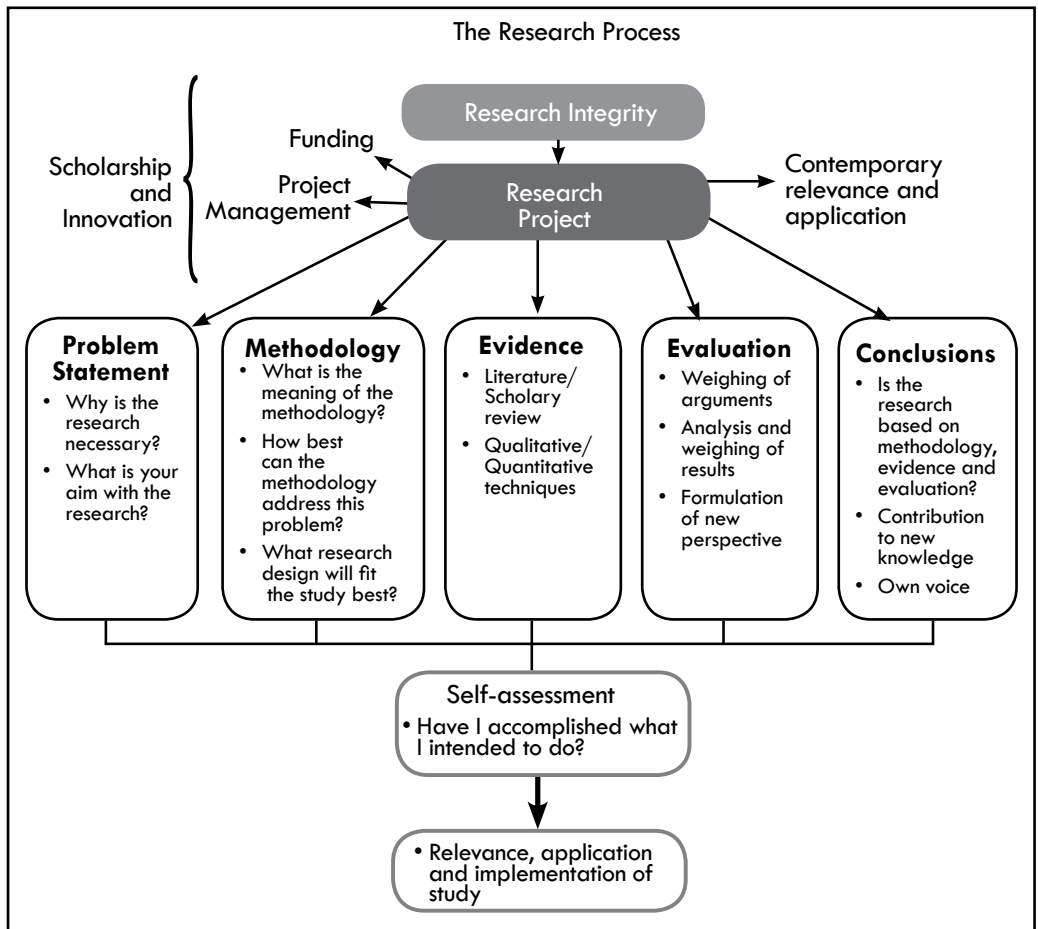 The Research Process
Research Integrity
Scholarship
and
Innovation
Funding
Project
Management
Research
Project
Contemporary
relevance and
application
Problem
Statement
• Why is the
research
necessary?
• What is your
aim with the
research?
Methodology
• What is the
meaning of the
methodology?
• How best
can the
methodology
address this
problem?
• What research
design will fit
the study best?
Evidence
• Literature/
Scholary
review
• Qualitative/
Quantitative
techniques
Evaluation
• Weighing of
arguments
• Analysis and
weighing of
results
• Formulation
of new
perspective
Conclusions
• Is the
research
based on
methodology,
evidence and
evaluation?
• Contribution
to new
knowledge
• Own voice
Self-assessment
• Have I accomplished what
I intended to do?
• Relevance, application
and implementation of
study